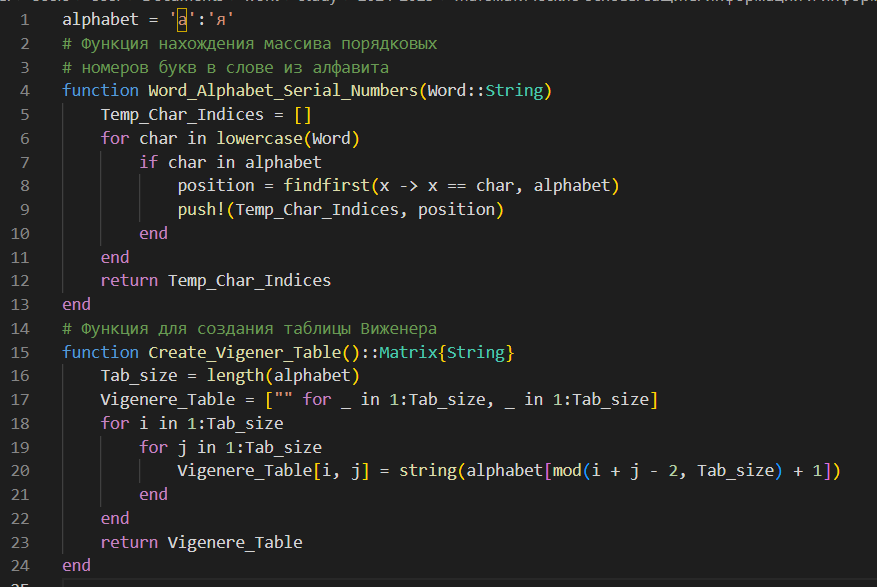 1 alphabet = 'а':'я'
2 # Функция нахождения массива порядковых
3 # номеров букв в слове из алфавита
4 function Word_Alphabet_Serial_Numbers(Word::String)
5 Temp_Char_Indices = []
6 for char in lowercase(Word)
7 if char in alphabet
8 position = findfirst(x -> x == char, alphabet)
9 push!(Temp_Char_Indices, position)
10 end
11 end
12 return Temp_Char_Indices
13 end
14 # Функция для создания таблицы Виженера
15 function Create_Vigener_Table()::Matrix{String}
16 Tab_size = length(alphabet)
17 Vigenere_Table = ["" for _ in 1:Tab_size, _ in 1:Tab_size]
18 for i in 1:Tab_size
19 for j in 1:Tab_size
20 Vigenere_Table[i, j] = string(alphabet[mod(i + j - 2, Tab_size) + 1])
21 end
22 end
23 return Vigenere_Table
24 end